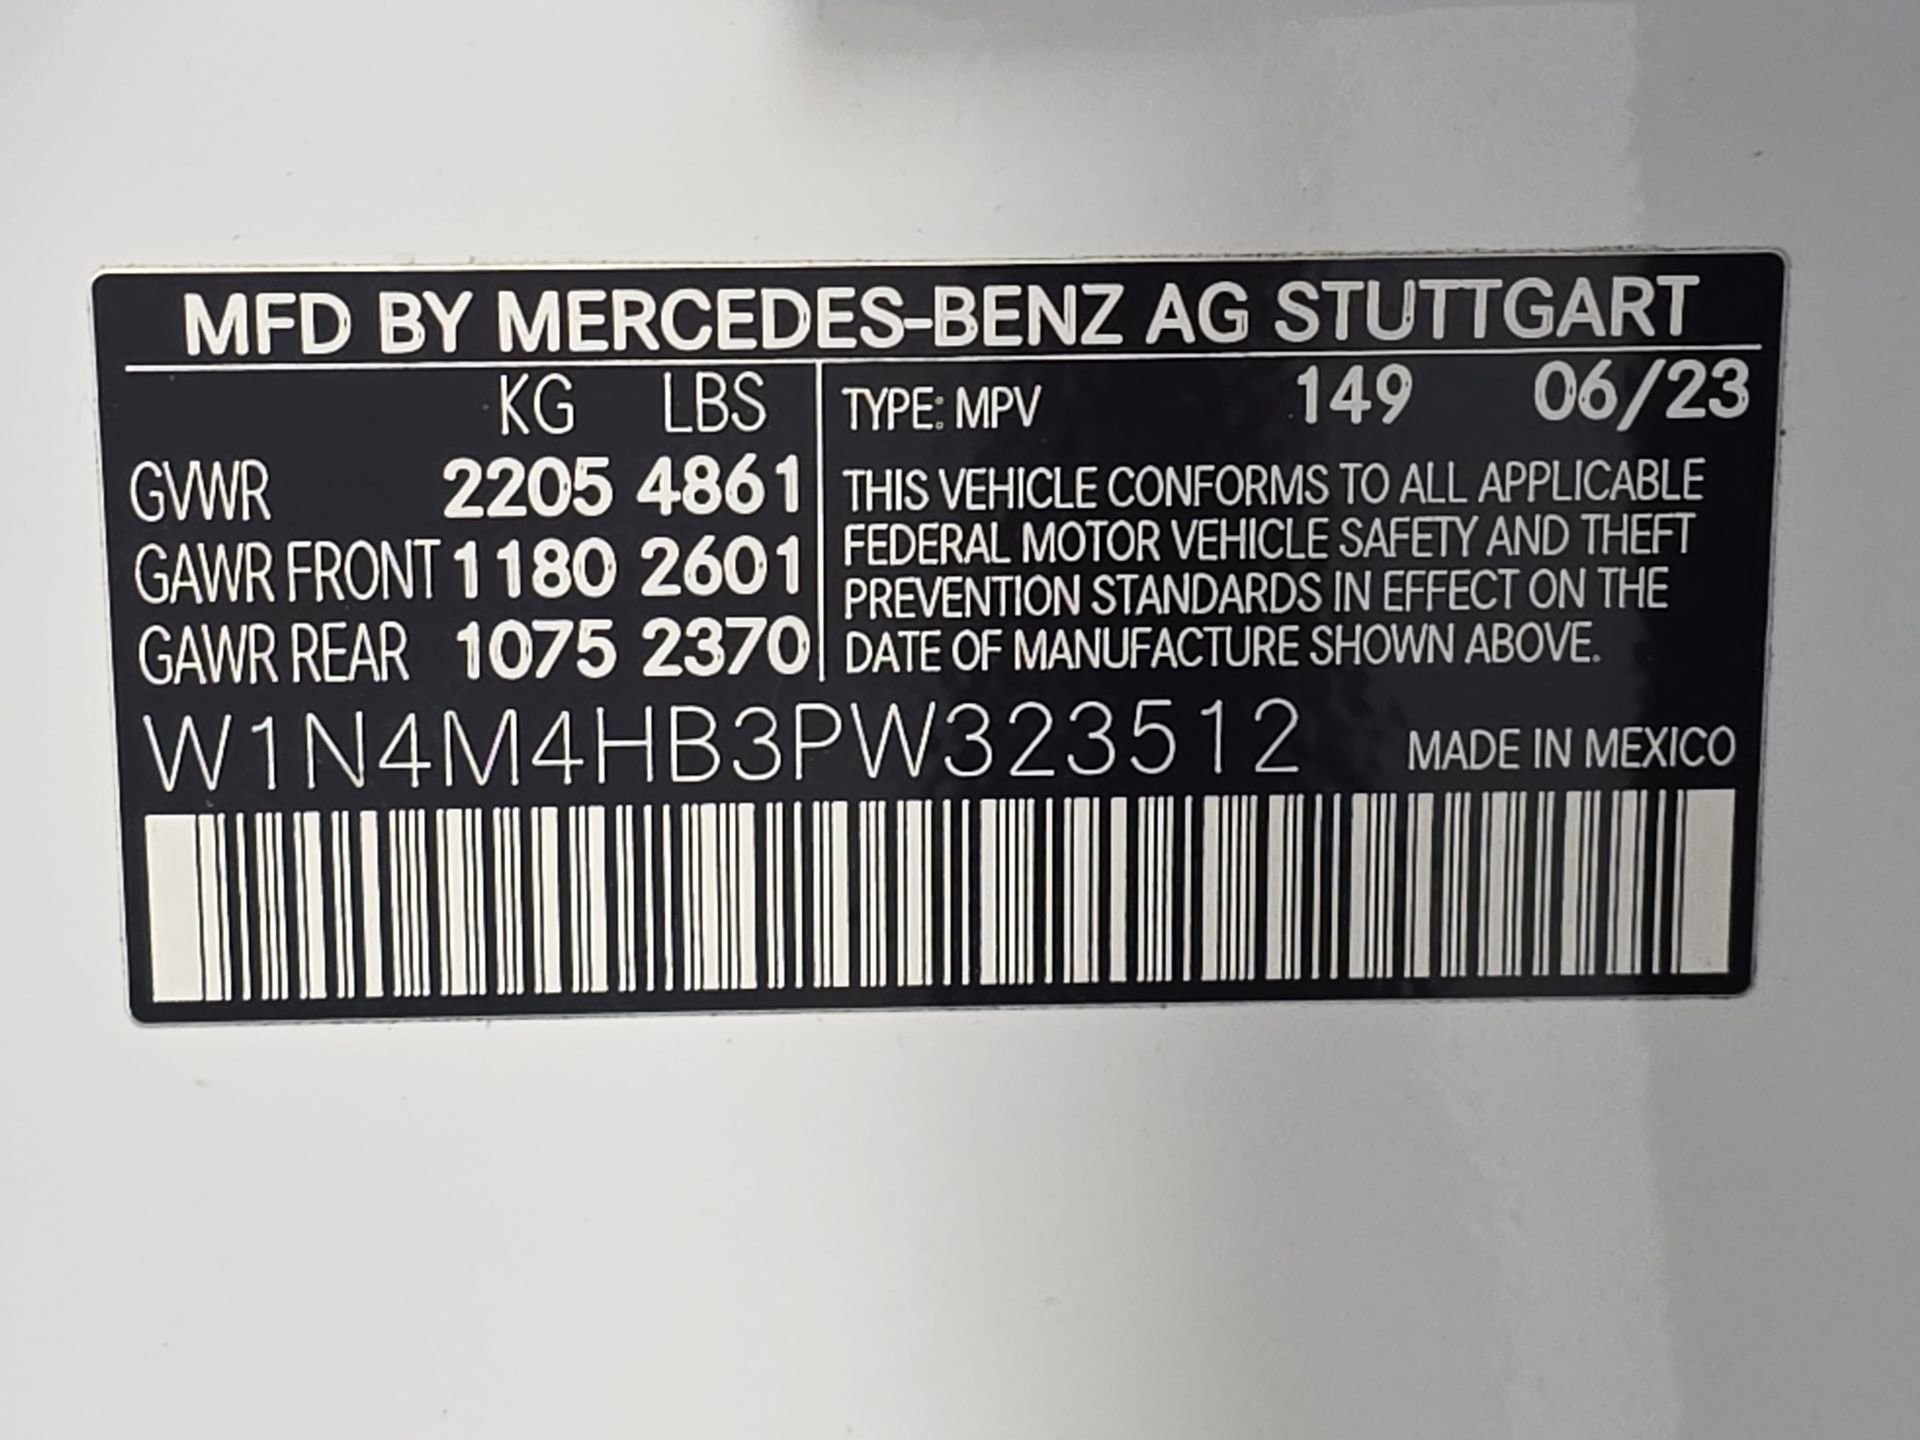 MFD BY MERCEDES-BENZ AG STUTTGART
KG LBS
GVWR 2205 4861
GAWR FRONT 1180 2601
GAWR REAR 1075 2370
TYPE: MPV 149 06/23
THIS VEHICLE CONFORMS TO ALL APPLICABLE
FEDERAL MOTOR VEHICLE SAFETY AND THEFT
PREVENTION STANDARDS IN EFFECT ON THE
DATE OF MANUFACTURE SHOWN ABOVE.
W1N4M4HB3PW323512 MADE IN MEXICO